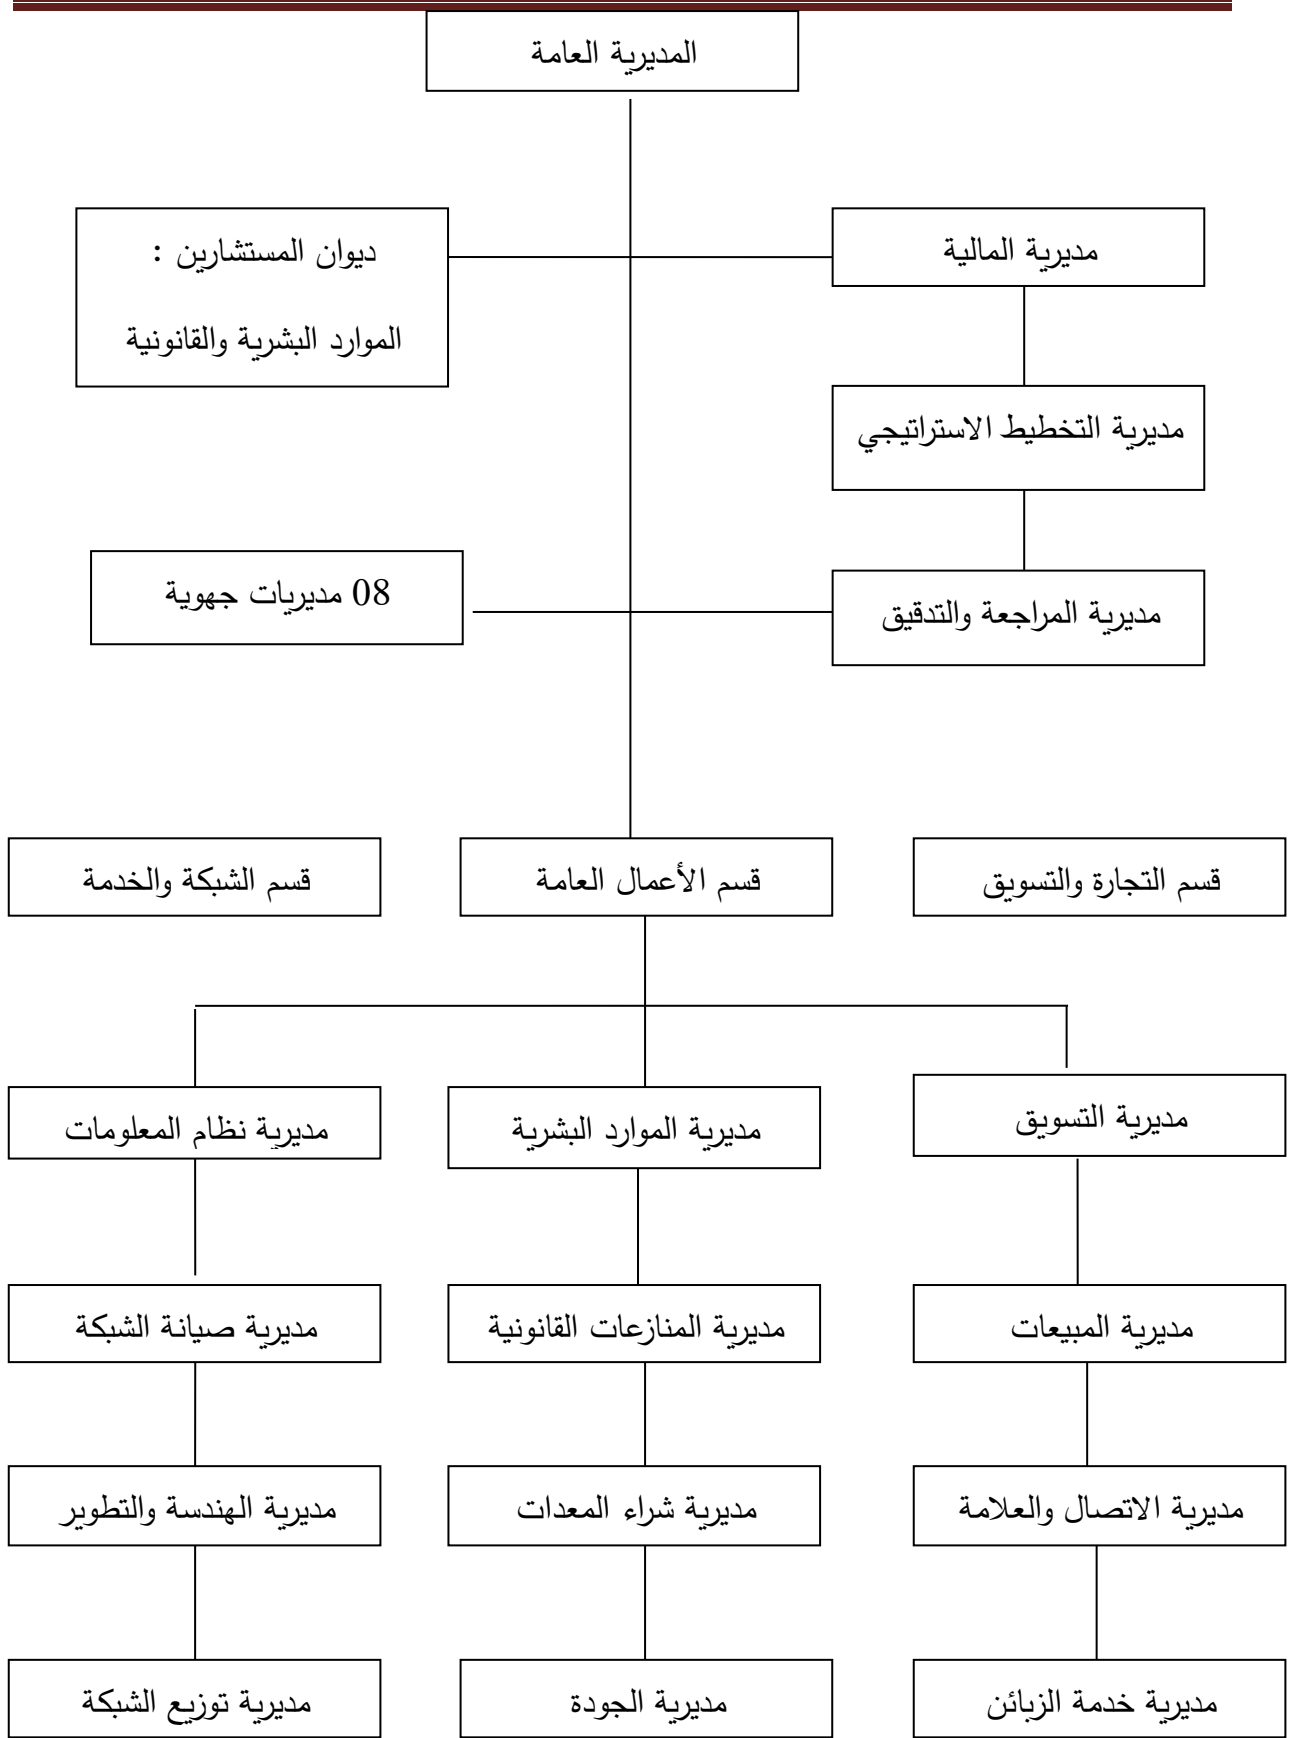 المديرية العامة
مديرية المالية
ديوان المستشارين :
الموارد البشرية والقانونية
مديرية التخطيط الاستراتيجي
08 مديريات جهوية
مديرية المراجعة والتدقيق
قسم التجارة والتسويق
قسم الأعمال العامة
قسم الشبكة والخدمة
مديرية التسويق
مديرية الموارد البشرية
مديرية نظام المعلومات
مديرية المبيعات
مديرية المنازعات القانونية
مديرية صيانة الشبكة
مديرية الاتصال والعلامة
مديرية شراء المعدات
مديرية الهندسة والتطوير
مديرية خدمة الزبائن
مديرية الجودة
مديرية توزيع الشبكة